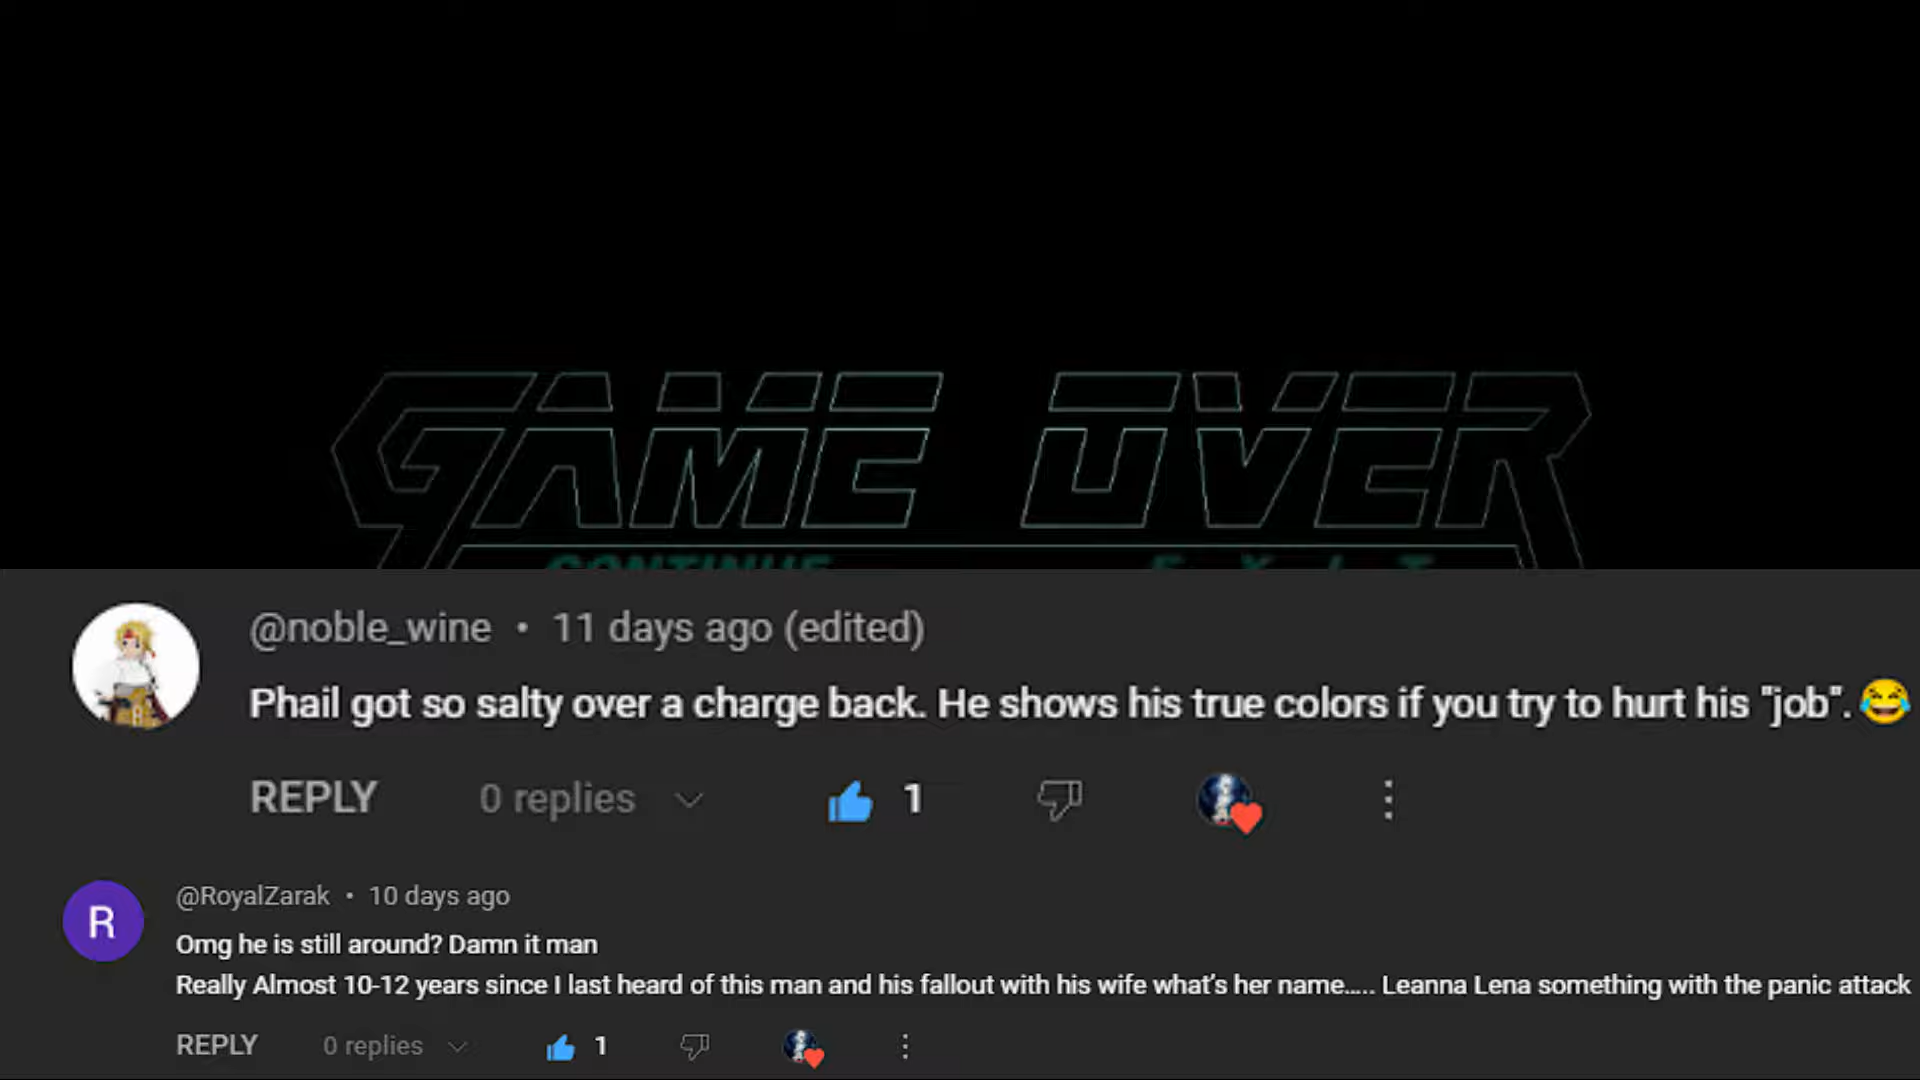 GAME OVER
CONTINUE EXIT
@noble_wine • 11 days ago (edited)
Phail got so salty over a charge back. He shows his true colors if you try to hurt his "job". 😂
REPLY 0 replies 1
R @RoyalZarak • 10 days ago
Omg he is still around? Damn it man
Really Almost 10-12 years since I last heard of this man and his fallout with his wife what's her name..... Leanna Lena something with the panic attack
REPLY 0 replies 1